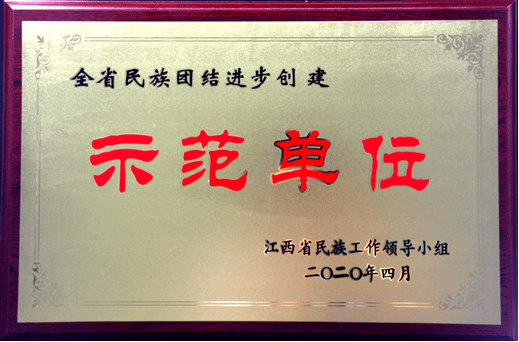 全省民族团结进步创建
示范单位
江西省民族工作领导小组
二〇二〇年四月